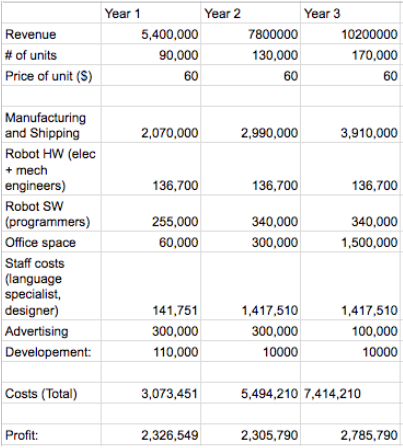 Year 1 Year 2 Year 3
Revenue 5,400,000 7800000 10200000
# of units 90,000 130,000 170,000
Price of unit ($) 60 60 60
Manufacturing
and Shipping 2,070,000 2,990,000 3,910,000
Robot HW (elec
+ mech
engineers) 136,700 136,700 136,700
Robot SW
(programmers) 255,000 340,000 340,000
Office space 60,000 300,000 1,500,000
Staff costs
(language
specialist,
designer) 141,751 1,417,510 1,417,510
Advertising 300,000 300,000 100,000
Developement: 110,000 10000 10000
Costs (Total) 3,073,451 5,494,210 7,414,210
Profit: 2,326,549 2,305,790 2,785,790